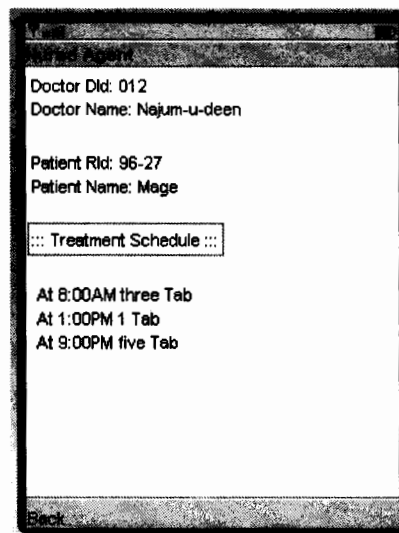 Doctor Did: 012
Doctor Name: Najum-u-deen
Patient Rid: 96-27
Patient Name: Mage
::: Treatment Schedule :::
At 8:00AM three Tab
At 1:00PM 1 Tab
At 9:00PM five Tab
Back